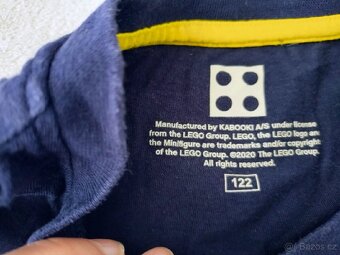 Manufactured by KABOOKI A/S under license
from the LEGO Group. LEGO, the LEGO logo and
the Minifigure are trademarks and/or copyright
of the LEGO Group. ©2020 The LEGO Group.
All rights reserved.
122